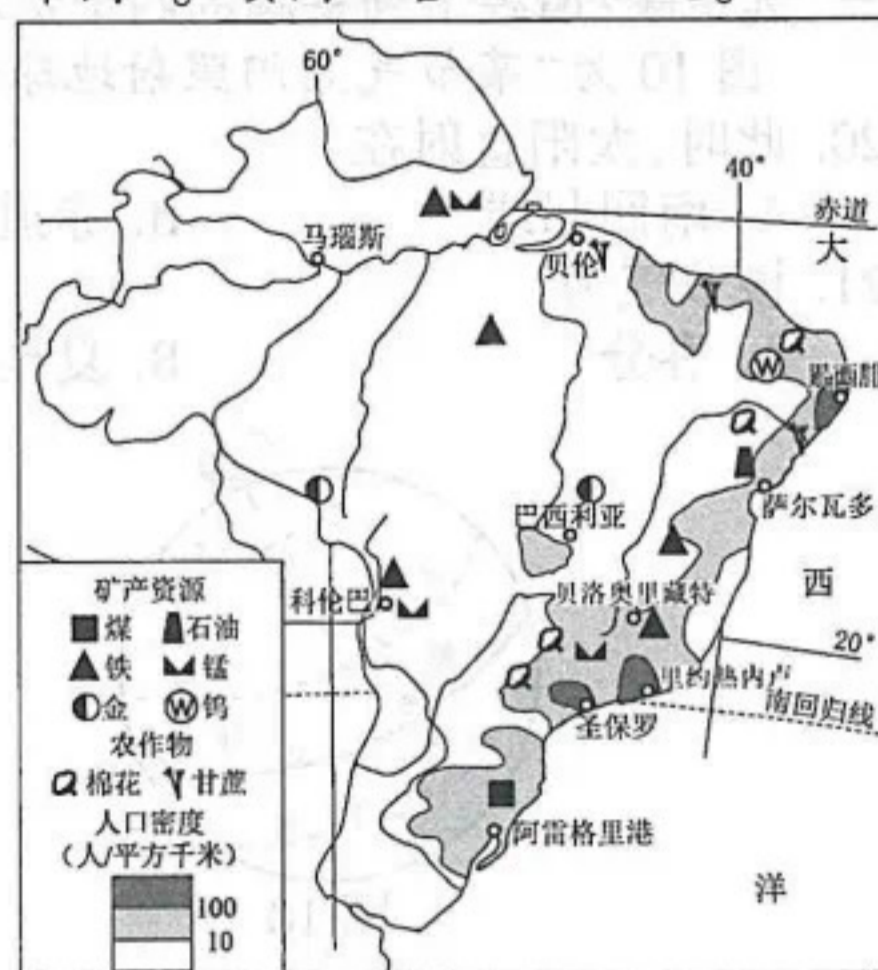 60°
40°
赤道
大
马瑙斯
贝伦
萨尔瓦多
巴西利亚
西
科伦巴
贝洛奥里藏特
20°
里约热内卢
南回归线
圣保罗
阿雷格里港
洋
矿产资源
煤 石油
铁 锰
金 W 钨
W
农作物
棉花 甘蔗
人口密度
(人/平方千米)
100
10